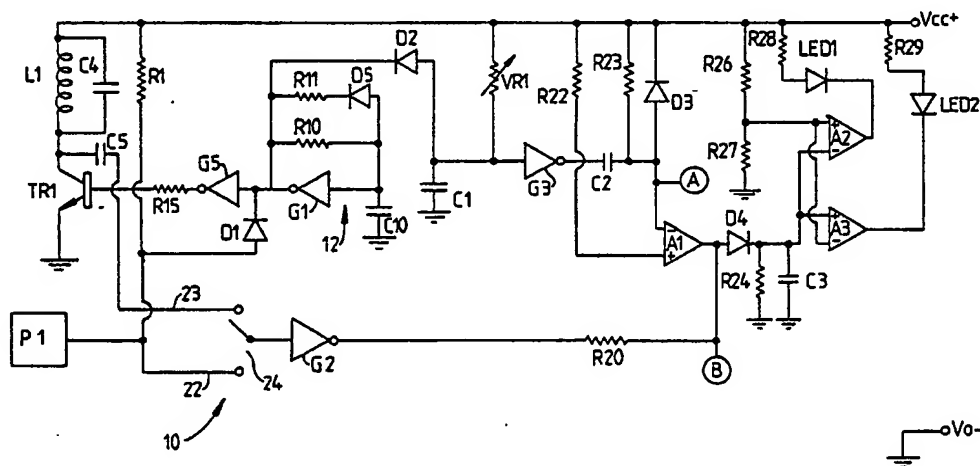 Vcc+
L1
C4
R1
D2
R11
D5
R10
VR1
R22
R23
D3
R26
R28
LED1
R29
LED2
C5
G5
G1
12
C10
C1
G3
C2
A
R27
A2
TR1
R15
D1
A1
D4
A3
R24
C3
23
P1
22
24
G2
R20
B
10
Vo-